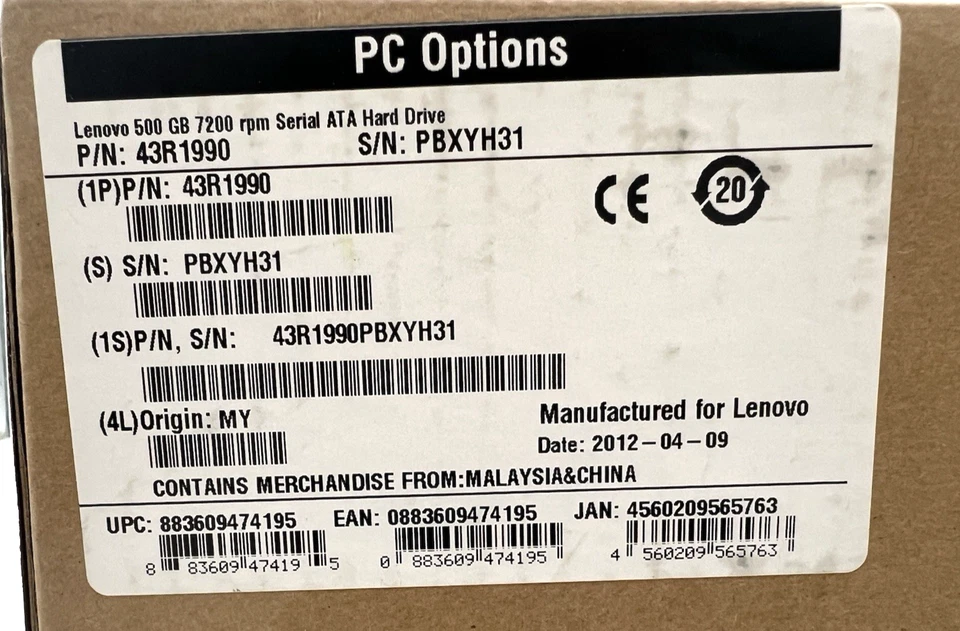 PC Options
Lenovo 500 GB 7200 rpm Serial ATA Hard Drive
P/N: 43R1990 S/N: PBXYH31
(1P)P/N: 43R1990
CE 20
(S) S/N: PBXYH31
(1S)P/N, S/N: 43R1990PBXYH31
(4L)Origin: MY
Manufactured for Lenovo
Date: 2012-04-09
CONTAINS MERCHANDISE FROM:MALAYSIA&CHINA
UPC: 883609474195 EAN: 0883609474195 JAN: 4560209565763
8 83609 47419 5 0 883609 474195 4 560209 565763